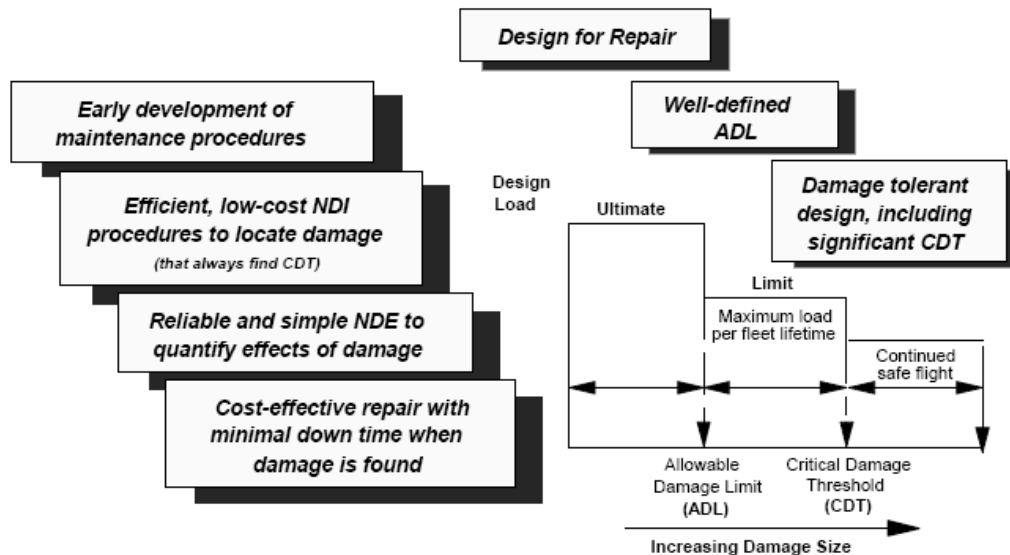 Design for Repair
Early development of
maintenance procedures
Well-defined
ADL
Efficient, low-cost NDI
procedures to locate damage
(that always find CDT)
Damage tolerant
design, including
significant CDT
Reliable and simple NDE to
quantify effects of damage
Cost-effective repair with
minimal down time when
damage is found
Design
Load
Ultimate
Limit
Maximum load
per fleet lifetime
Continued
safe flight
Allowable
Damage Limit
(ADL)
Critical Damage
Threshold
(CDT)
Increasing Damage Size